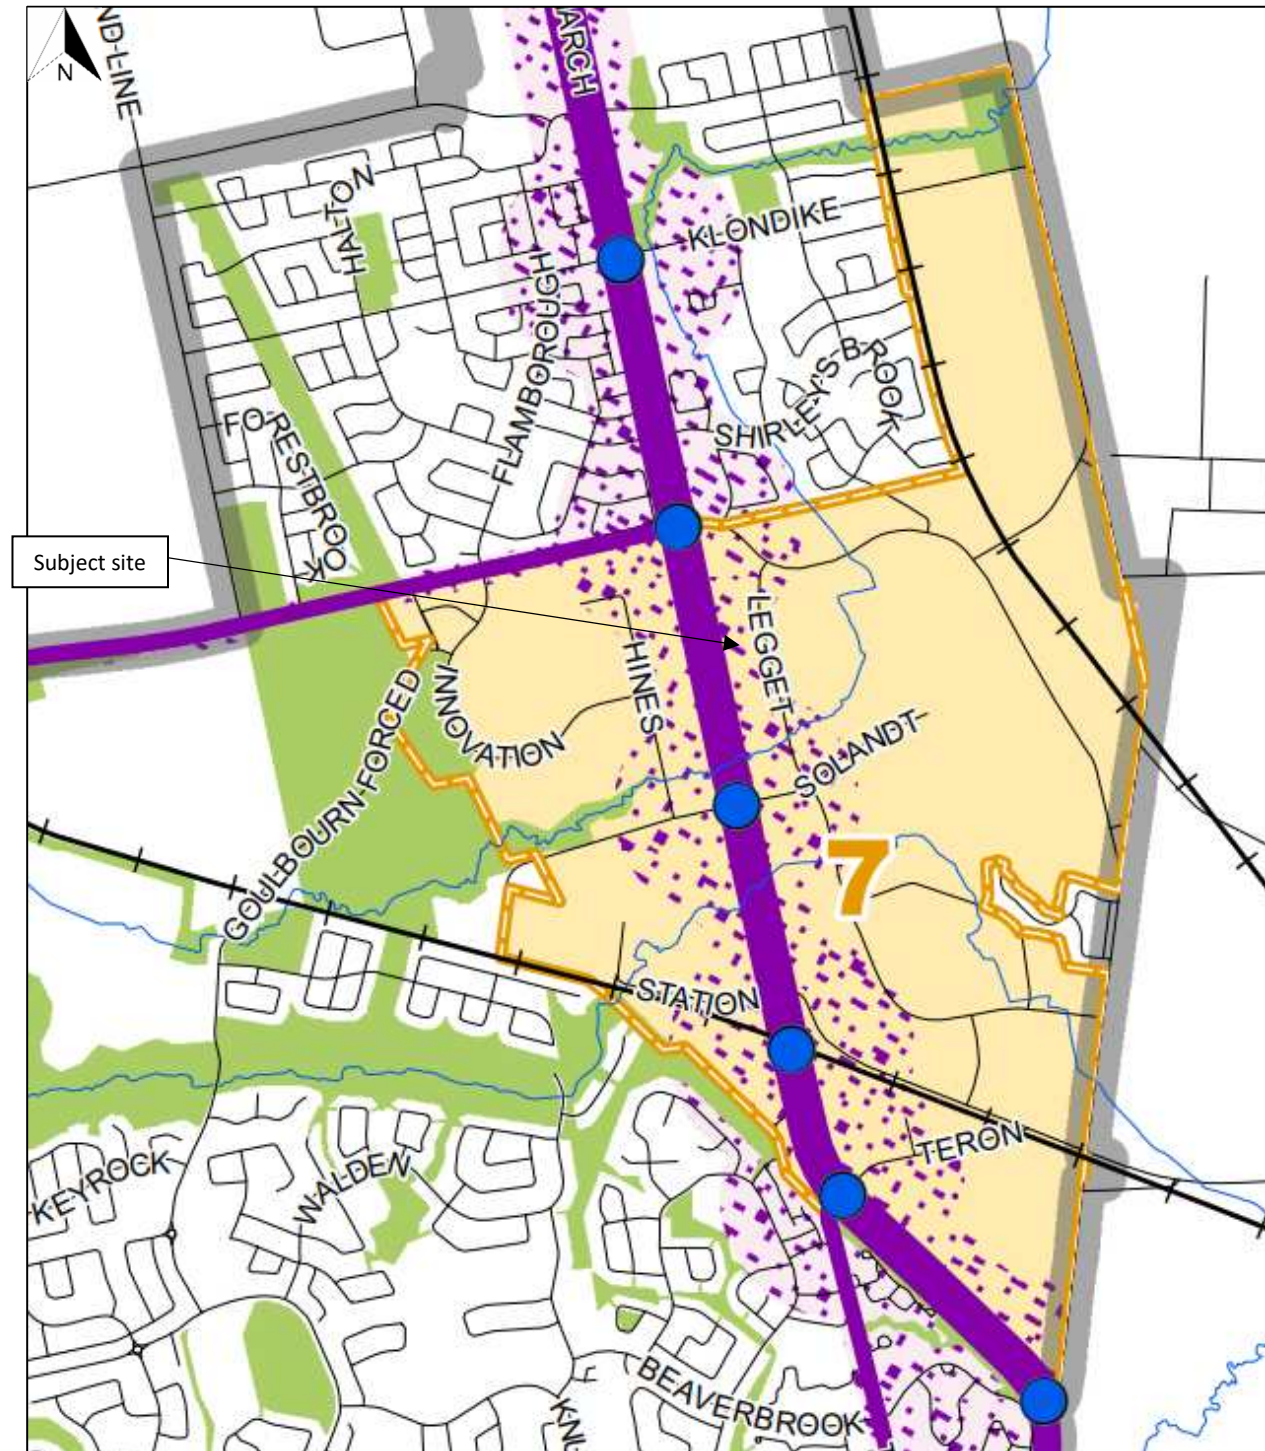 ND-LINE
ARCH
N
HALTON
KLONDIKE
FLAMBOROUGH
SHIRLEY'S-BROOK
FORESTBROOK
Subject site
LEGGET
HINES
GOULBOURN-FORCED
INNOVATION
SOLANDT
7
STATION
TERON
KEYROCK
WALDEN
BEAVERBROOK